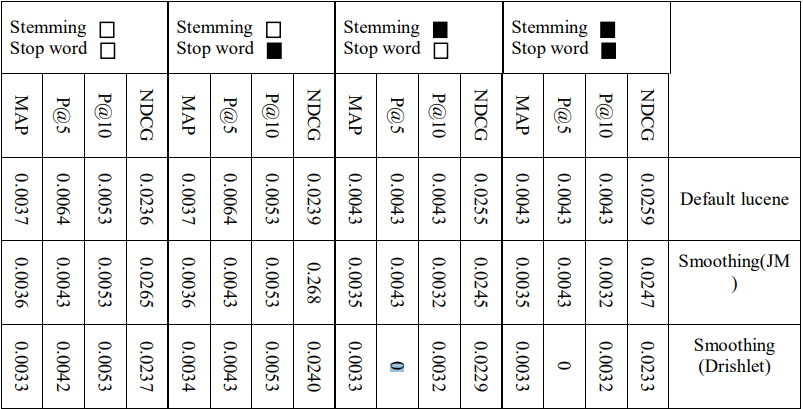 Stemming □ Stemming □ Stemming ■ Stemming ■
Stop word □ Stop word ■ Stop word □ Stop word ■
MAP P@5 P@10 NDCG MAP P@5 P@10 NDCG MAP P@5 P@10 NDCG MAP P@5 P@10 NDCG
0.0037 0.0064 0.0053 0.0236 0.0037 0.0064 0.0053 0.0239 0.0043 0.0043 0.0043 0.0255 0.0043 0.0043 0.0043 0.0259 Default lucene
0.0036 0.0043 0.0053 0.0265 0.0036 0.0043 0.0053 0.268 0.0035 0.0043 0.0032 0.0245 0.0035 0.0043 0.0032 0.0247 Smoothing(JM
)
0.0033 0.0042 0.0053 0.0237 0.0034 0.0043 0.0053 0.0240 0.0033 0 0.0032 0.0229 0.0033 0 0.0032 0.0233 Smoothing
(Drishlet)